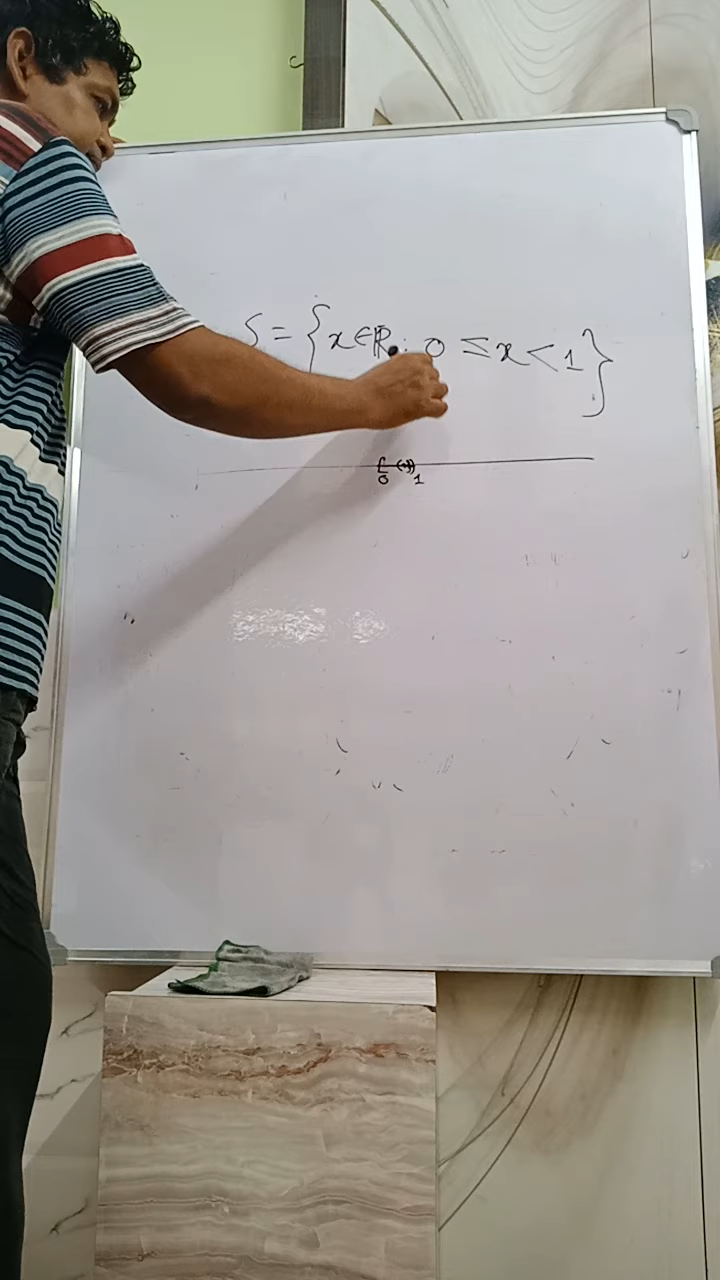 S = {x∈ℝ : 0 ≤ x < 1}
[ ( · ) )
0 1